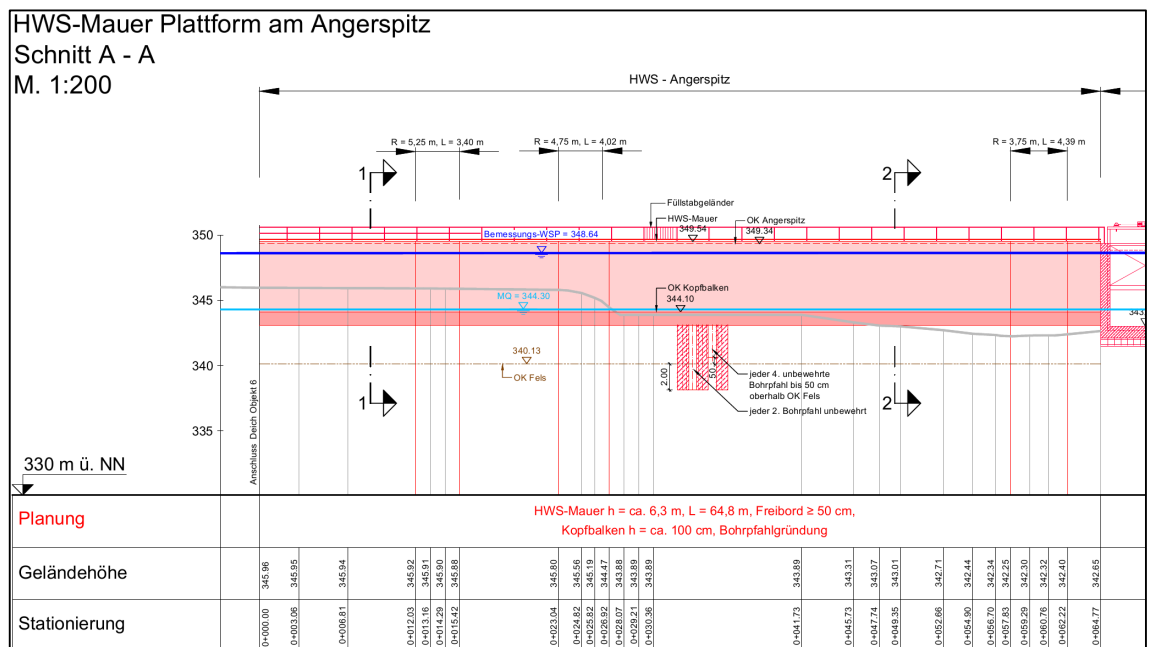 HWS-Mauer Plattform am Angerspitz
Schnitt A - A
M. 1:200
HWS - Angerspitz
R = 5,25 m, L = 3,40 m
R = 4,75 m, L = 4,02 m
R = 3,75 m, L = 4,39 m
1
2
Füllstabgeländer
HWS-Mauer
349.54
OK Angerspitz
349.34
350
Bemessungs-WSP = 348.64
345
MQ = 344.30
OK Kopfbalken
344.10
343.
340
340.13
OK Fels
2.00
50
jeder 4. unbewehrte
Bohrpfahl bis 50 cm
oberhalb OK Fels
jeder 2. Bohrpfahl unbewehrt
1
2
335
Anschluss Deich Objekt 6
330 m ü. NN
Planung
HWS-Mauer h = ca. 6,3 m, L = 64,8 m, Freibord ≥ 50 cm,
Kopfbalken h = ca. 100 cm, Bohrpfahlgründung
Geländehöhe
345.96
345.95
345.94
345.92
345.91
345.90
345.88
345.80
345.56
345.19
344.47
343.88
343.89
343.89
343.89
343.31
343.07
343.01
342.71
342.44
342.34
342.25
342.30
342.32
342.40
342.65
Stationierung
0+000.00
0+003.06
0+006.81
0+012.03
0+013.16
0+014.29
0+015.42
0+023.04
0+024.82
0+025.82
0+026.92
0+028.07
0+029.21
0+030.36
0+041.73
0+045.73
0+047.74
0+049.35
0+052.66
0+054.90
0+056.70
0+057.83
0+059.29
0+060.76
0+062.22
0+064.77